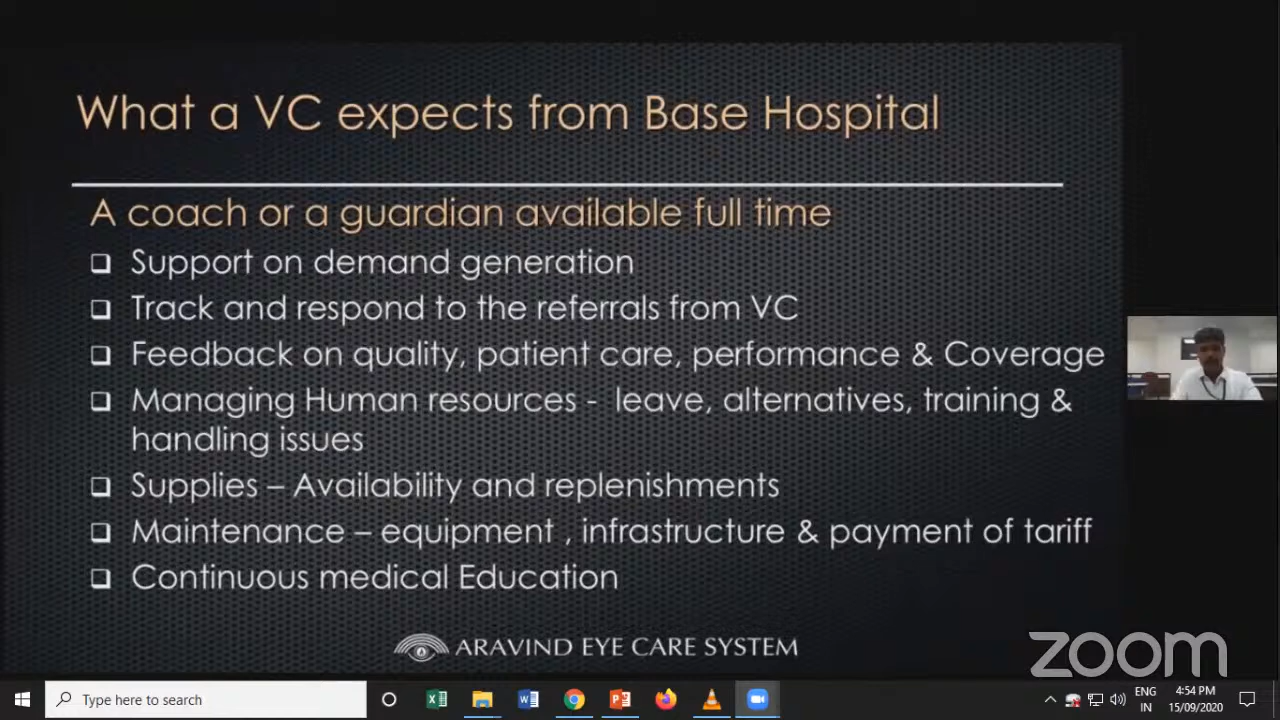 What a VC expects from Base Hospital
A coach or a guardian available full time
Support on demand generation
Track and respond to the referrals from VC
Feedback on quality, patient care, performance & Coverage
Managing Human resources - leave, alternatives, training &
handling issues
Supplies – Availability and replenishments
Maintenance – equipment , infrastructure & payment of tariff
Continuous medical Education
ARAVIND EYE CARE SYSTEM
zoom
Type here to search
ENG
IN
4:54 PM
15/09/2020